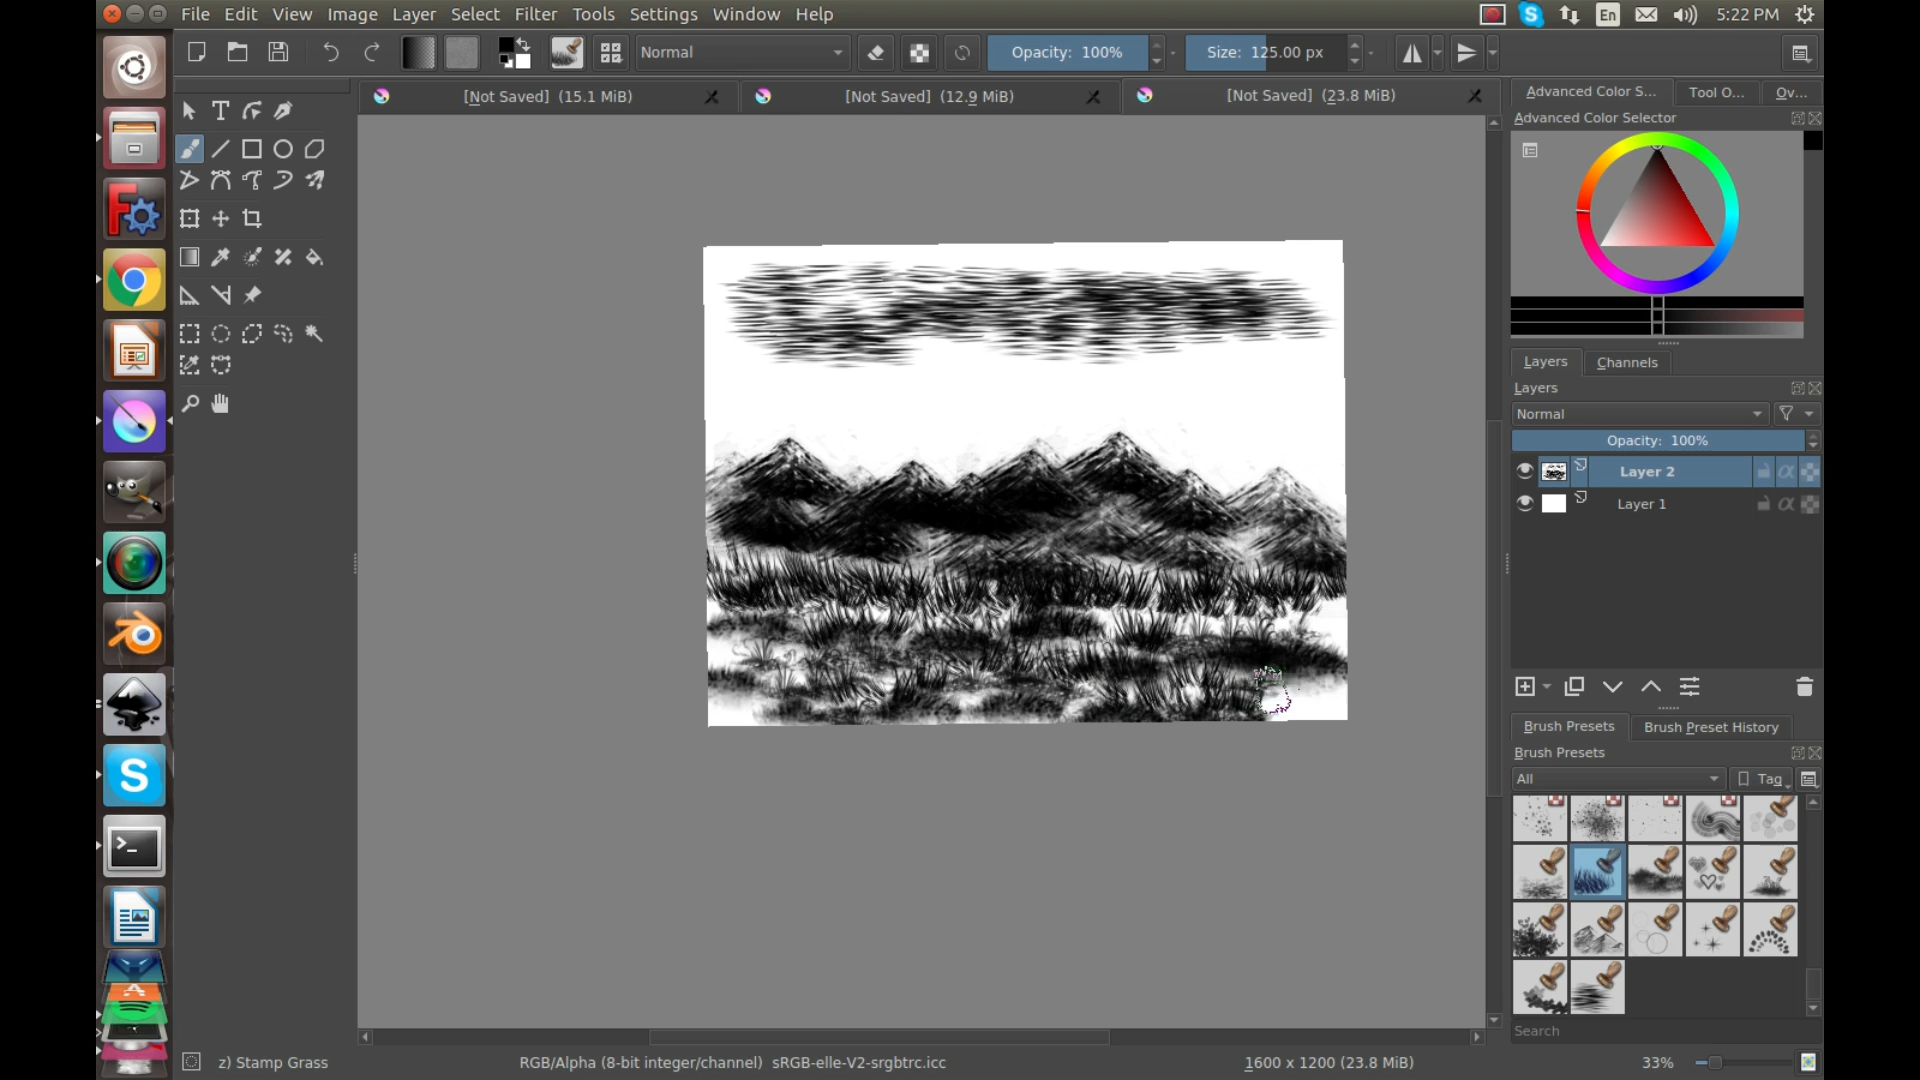 File Edit View Image Layer Select Filter Tools Settings Window Help
En 5:22 PM
Normal Opacity: 100% Size: 125.00 px
[Not Saved] (15.1 MiB) [Not Saved] (12.9 MiB) [Not Saved] (23.8 MiB)
Advanced Color S... Tool O... Ov...
Advanced Color Selector
Layers Channels
Layers
Normal
Opacity: 100%
Layer 2
Layer 1
Brush Presets Brush Preset History
Brush Presets
All Tag
Search
z) Stamp Grass RGB/Alpha (8-bit integer/channel) sRGB-elle-V2-srgbtrc.icc 1600 x 1200 (23.8 MiB) 33%